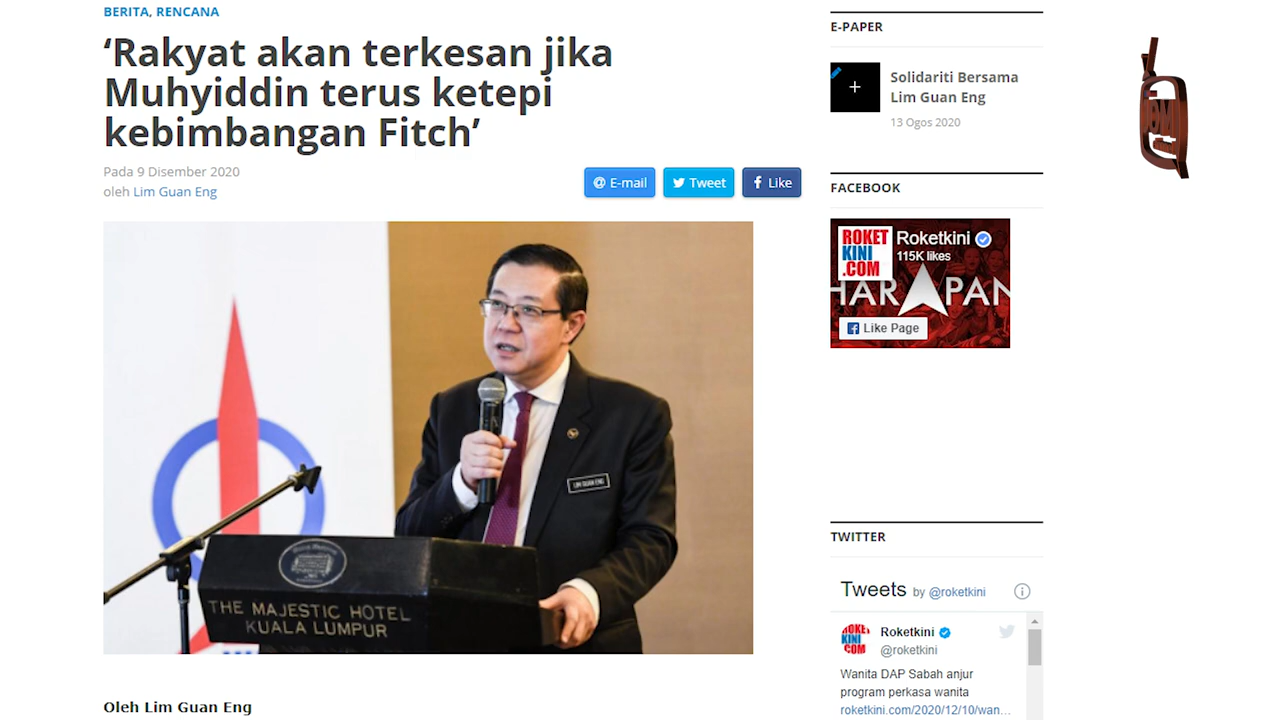 BERITA, RENCANA
‘Rakyat akan terkesan jika
Muhyiddin terus ketepi
kebimbangan Fitch’
Pada 9 Disember 2020
oleh Lim Guan Eng
E-mail
Tweet
Like
LIM GUAN ENG
THE MAJESTIC HOTEL
KUALA LUMPUR
Oleh Lim Guan Eng
E-PAPER
Solidariti Bersama
Lim Guan Eng
13 Ogos 2020
FACEBOOK
ROKET
KINI
.COM
Roketkini
115K likes
HARAPAN
Like Page
TWITTER
Tweets by @roketkini
ROKET
KINI
.COM
Roketkini
@roketkini
Wanita DAP Sabah anjur
program perkasa wanita
roketkini.com/2020/12/10/wan…